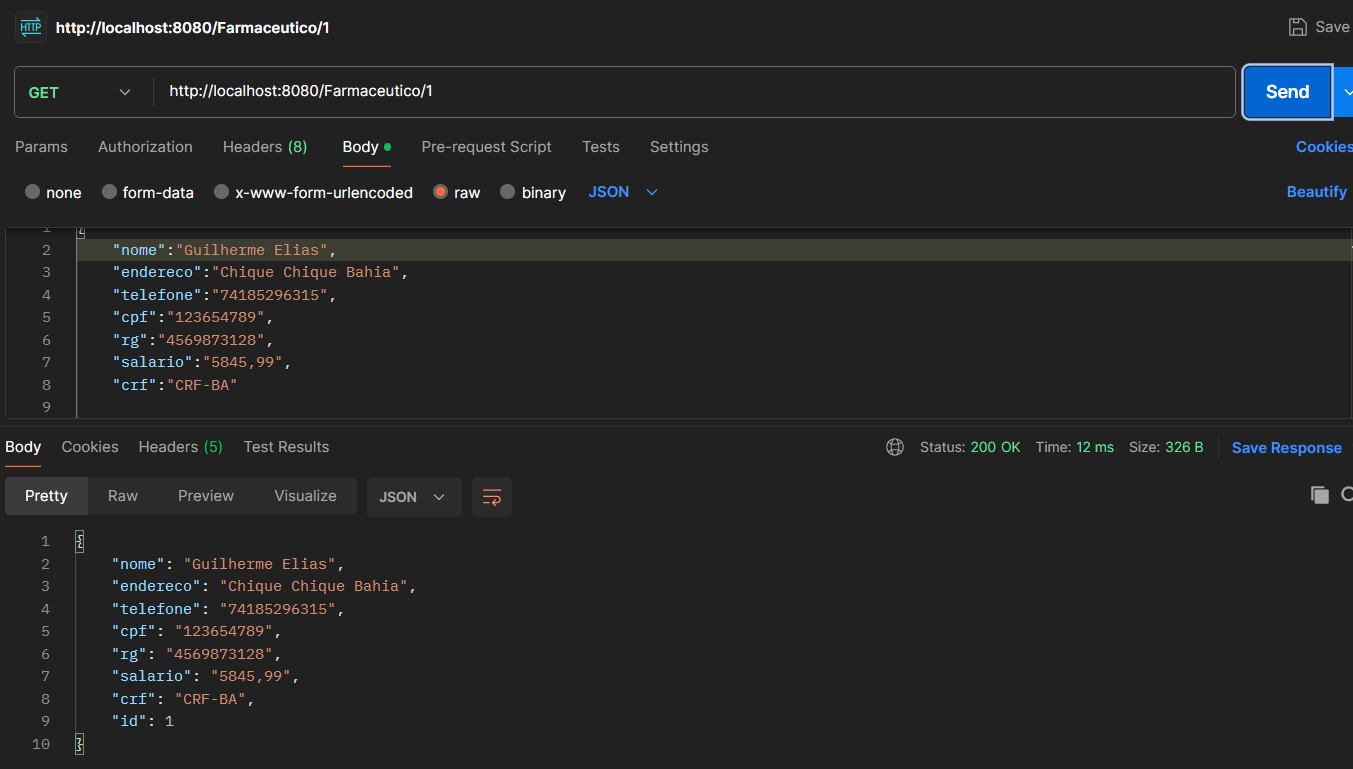 HTTP http://localhost:8080/Farmaceutico/1 Save
GET http://localhost:8080/Farmaceutico/1 Send
Params Authorization Headers (8) Body Pre-request Script Tests Settings Cookies
none form-data x-www-form-urlencoded raw binary JSON Beautify
1 {
2 "nome":"Guilherme Elias",
3 "endereco":"Chique Chique Bahia",
4 "telefone":"74185296315",
5 "cpf":"123654789",
6 "rg":"4569873128",
7 "salario":"5845,99",
8 "crf":"CRF-BA"
9
Body Cookies Headers (5) Test Results Status: 200 OK Time: 12 ms Size: 326 B Save Response
Pretty Raw Preview Visualize JSON
1 {
2 "nome": "Guilherme Elias",
3 "endereco": "Chique Chique Bahia",
4 "telefone": "74185296315",
5 "cpf": "123654789",
6 "rg": "4569873128",
7 "salario": "5845,99",
8 "crf": "CRF-BA",
9 "id": 1
10 }